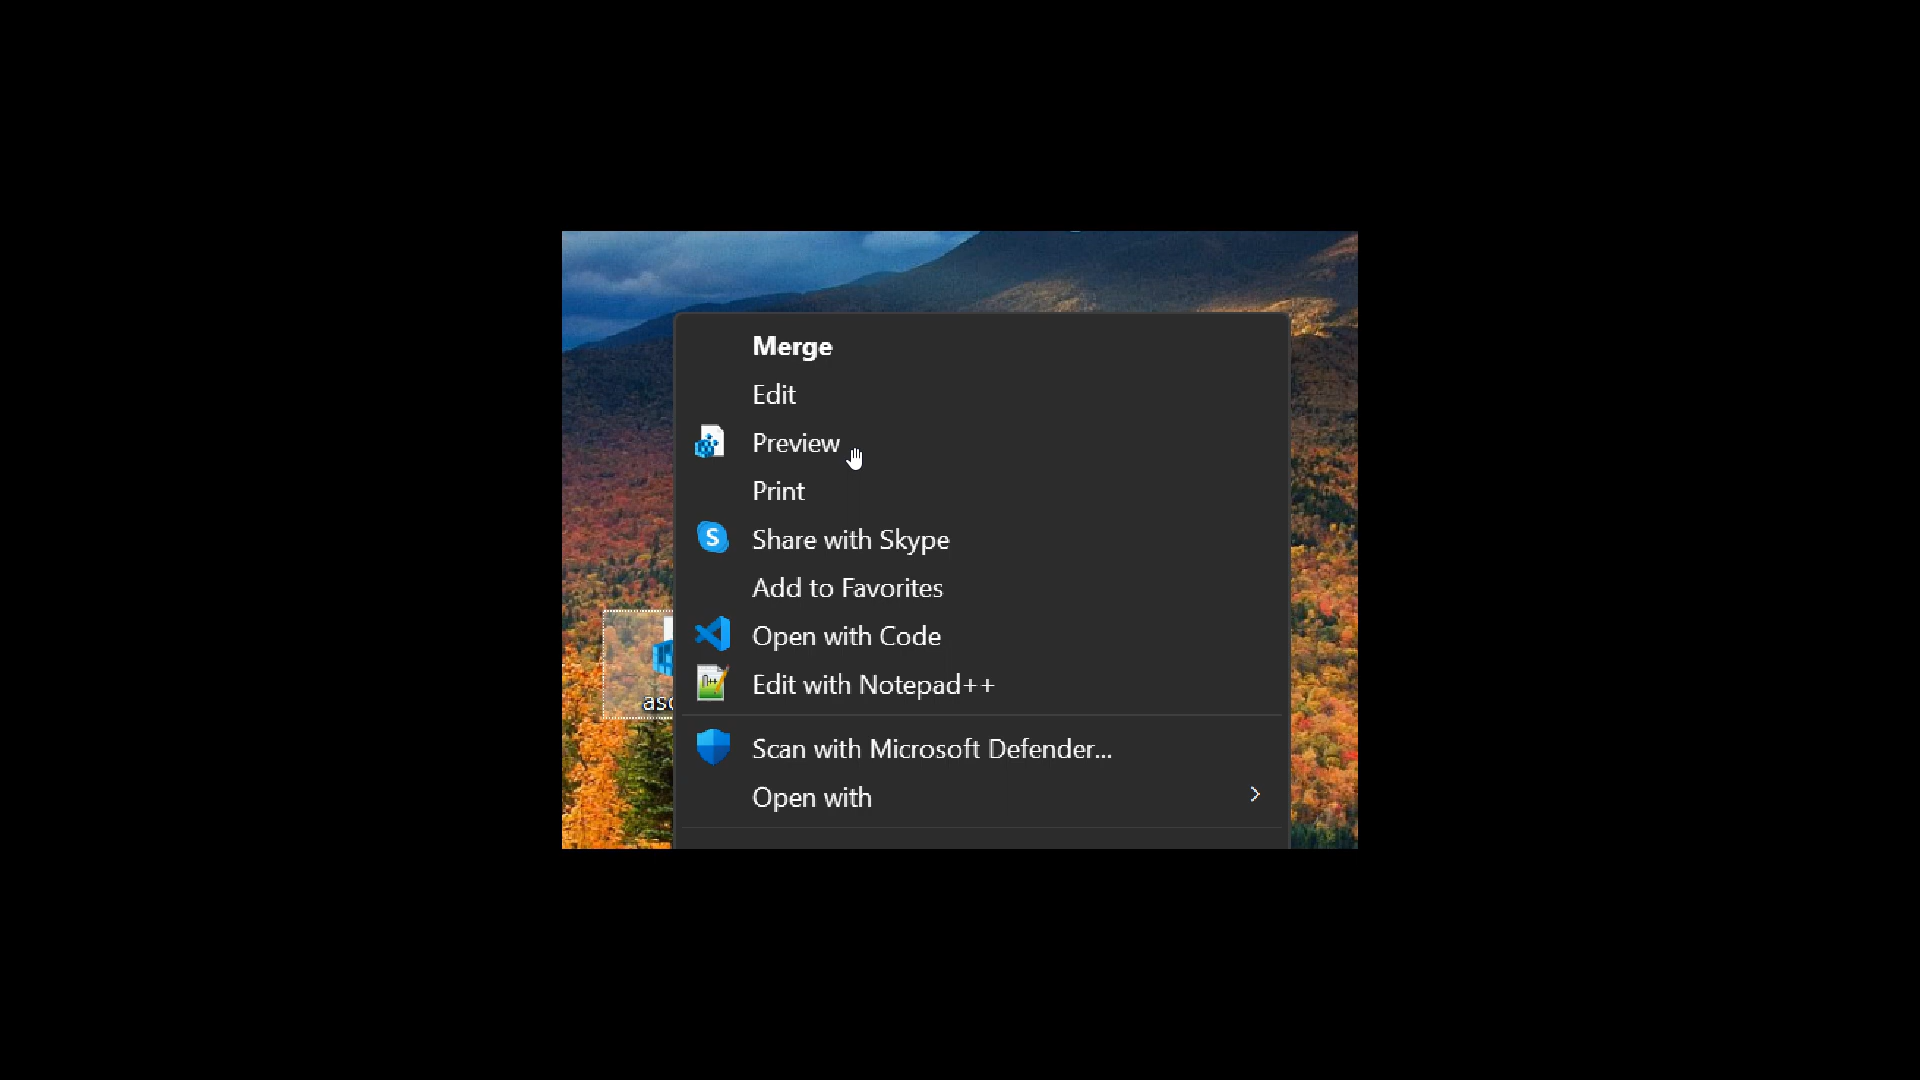 Merge
Edit
Preview
Print
Share with Skype
Add to Favorites
Open with Code
Edit with Notepad++
Scan with Microsoft Defender...
Open with